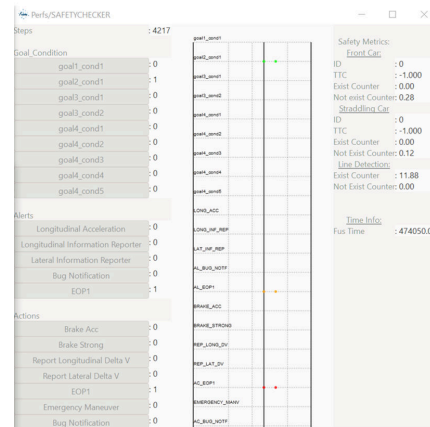 Perfs/SAFETYCHECKER
Steps : 4217
Goal_Condition
goal1_cond1 : 0
goal2_cond1 : 1
goal3_cond1 : 0
goal3_cond2 : 0
goal4_cond1 : 0
goal4_cond2 : 0
goal4_cond3 : 0
goal4_cond4 : 0
goal4_cond5 : 0
Alerts
Longitudinal Acceleration : 0
Longitudinal Information Reporter : 0
Lateral Information Reporter : 0
Bug Notification : 0
EOP1 : 1
Actions
Brake Acc : 0
Brake Strong : 0
Report Longitudinal Delta V : 0
Report Lateral Delta V : 0
EOP1 : 1
Emergency Maneuver : 0
Bug Notification : 0
goal1_cond1
goal2_cond1
goal3_cond1
goal3_cond2
goal4_cond1
goal4_cond2
goal4_cond3
goal4_cond4
goal4_cond5
LONG_ACC
LONG_INF_REP
LAT_INF_REP
AL_BUG_NOTF
AL_EOP1
BRAKE_ACC
BRAKE_STRONG
REP_LONG_DV
REP_LAT_DV
AC_EOP1
EMERGENCY_MANV
AC_BUG_NOTF
Safety Metrics:
Front Car:
ID : 0
TTC : -1.000
Exist Counter : 0.00
Not exist Counter: 0.28
Straddling Car
ID : 0
TTC : -1.000
Exist Counter : 0.00
Not Exist Counter: 0.12
Line Detection:
Exist Counter : 11.88
Not Exist Counter: 0.00
Time Info:
Fus Time : 474050.0